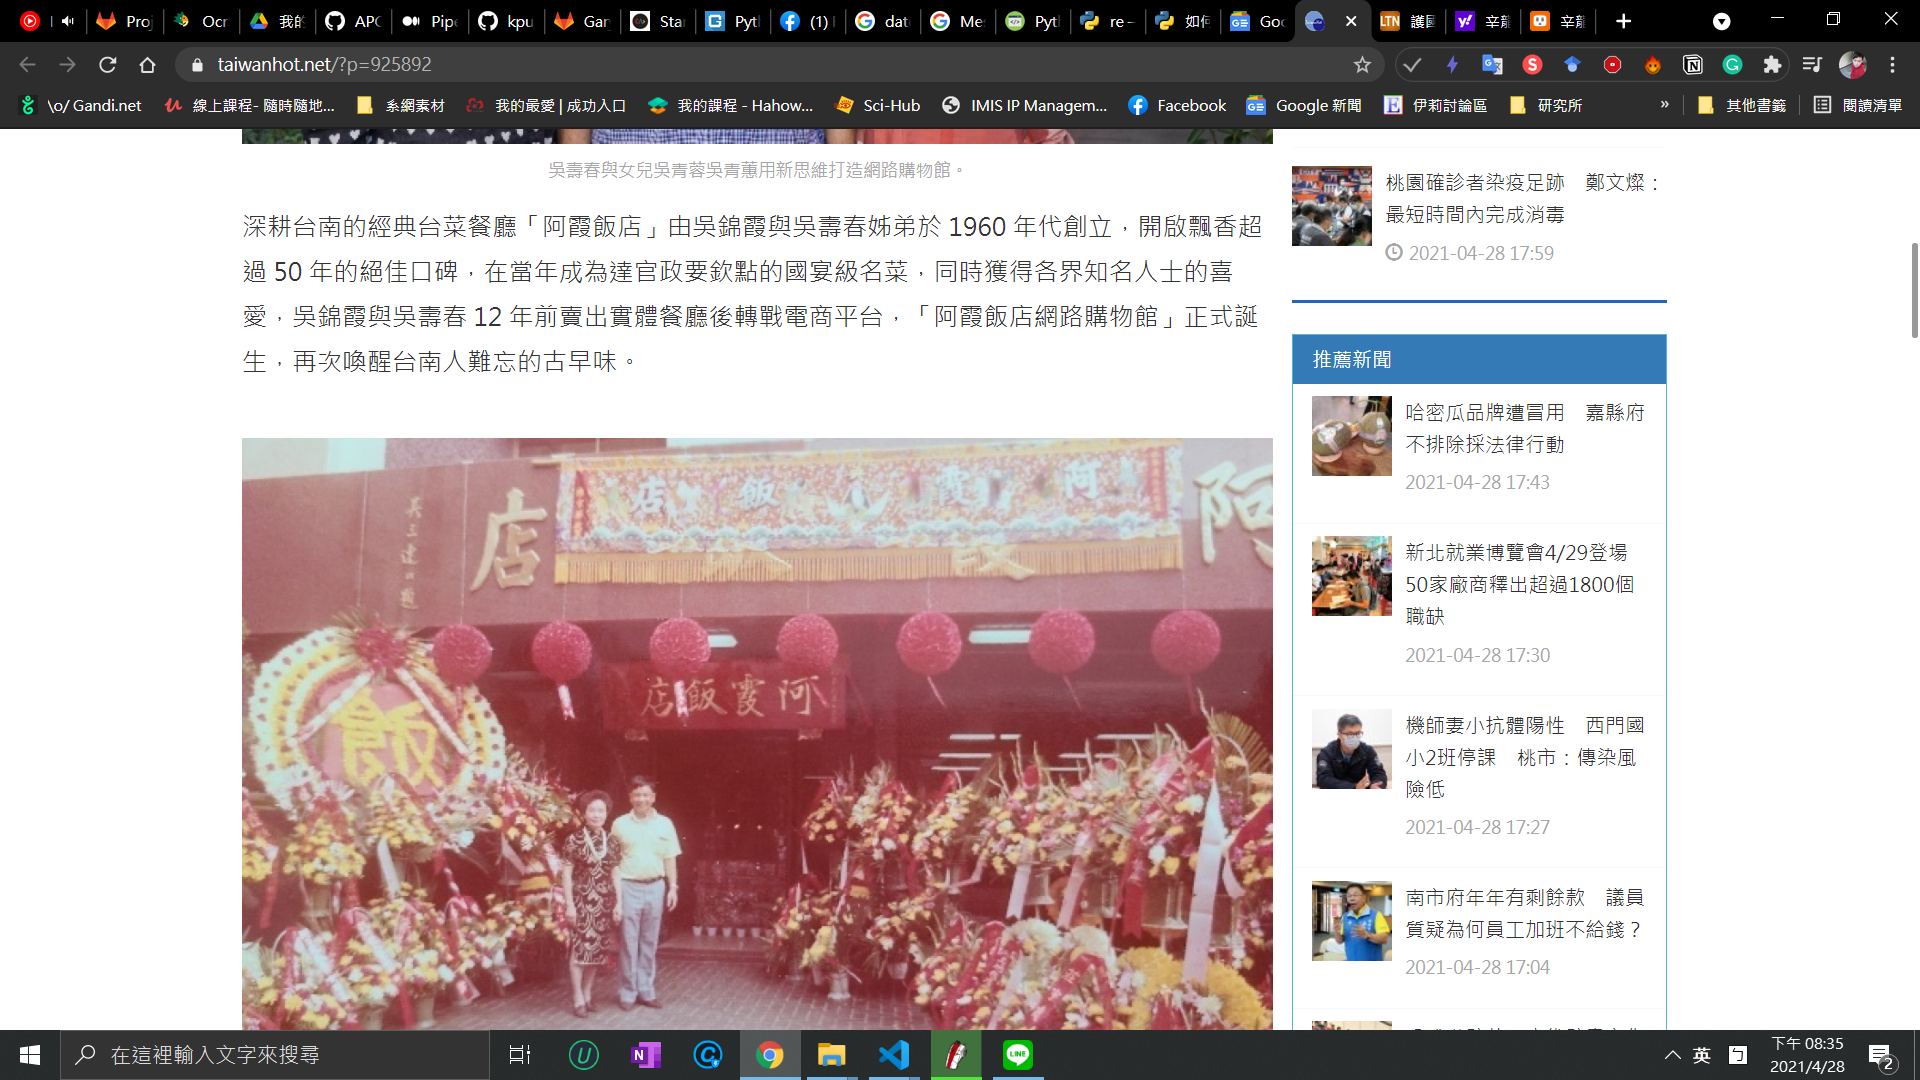 Proj
Ocr
我的
APC
Pipe
kpu
Gan
Star
Pyth
(1)
date
Me
Pyth
re –
如何
Goo
護國
辛龍
辛龍
taiwanhot.net/?p=925892
\o/ Gandi.net
線上課程- 隨時隨地...
系網素材
我的最愛 | 成功入口
我的課程 - Hahow...
Sci-Hub
IMIS IP Managem...
Facebook
Google 新聞
伊莉討論區
研究所
»
其他書籤
閱讀清單
吳壽春與女兒吳青蓉吳青蕙用新思維打造網路購物館。
深耕台南的經典台菜餐廳「阿霞飯店」由吳錦霞與吳壽春姊弟於 1960 年代創立，開啟飄香超
過 50 年的絕佳口碑，在當年成為達官政要欽點的國宴級名菜，同時獲得各界知名人士的喜
愛，吳錦霞與吳壽春 12 年前賣出實體餐廳後轉戰電商平台，「阿霞飯店網路購物館」正式誕
生，再次喚醒台南人難忘的古早味。
店飯霞阿
店
阿
店飯霞阿
飯
桃園確診者染疫足跡　鄭文燦：
最短時間內完成消毒
2021-04-28 17:59
推薦新聞
哈密瓜品牌遭冒用　嘉縣府
不排除採法律行動
2021-04-28 17:43
新北就業博覽會4/29登場
50家廠商釋出超過1800個
職缺
2021-04-28 17:30
機師妻小抗體陽性　西門國
小2班停課　桃市：傳染風
險低
2021-04-28 17:27
南市府年年有剩餘款　議員
質疑為何員工加班不給錢？
2021-04-28 17:04
在這裡輸入文字來搜尋
英
下午 08:35
2021/4/28
2